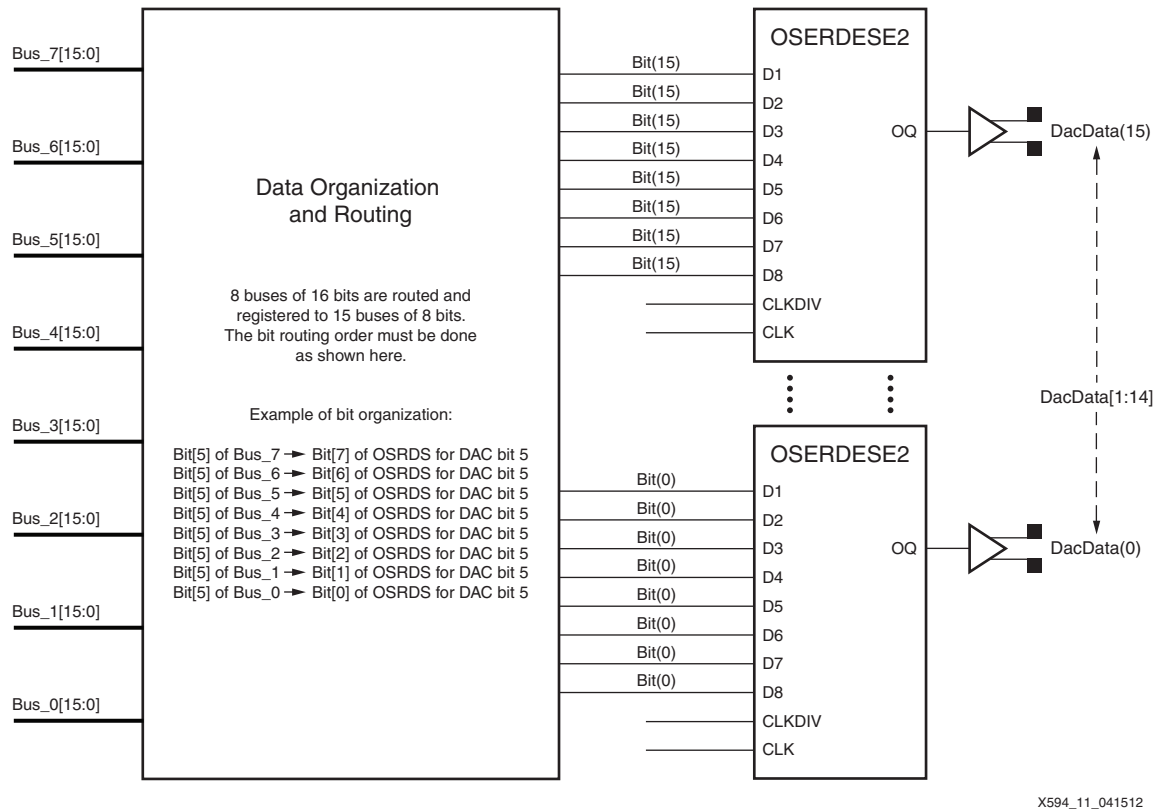 Bus_7[15:0]
Bus_6[15:0]
Bus_5[15:0]
Bus_4[15:0]
Bus_3[15:0]
Bus_2[15:0]
Bus_1[15:0]
Bus_0[15:0]
Data Organization
and Routing
8 buses of 16 bits are routed and
registered to 15 buses of 8 bits.
The bit routing order must be done
as shown here.
Example of bit organization:
Bit[5] of Bus_7 → Bit[7] of OSRDS for DAC bit 5
Bit[5] of Bus_6 → Bit[6] of OSRDS for DAC bit 5
Bit[5] of Bus_5 → Bit[5] of OSRDS for DAC bit 5
Bit[5] of Bus_4 → Bit[4] of OSRDS for DAC bit 5
Bit[5] of Bus_3 → Bit[3] of OSRDS for DAC bit 5
Bit[5] of Bus_2 → Bit[2] of OSRDS for DAC bit 5
Bit[5] of Bus_1 → Bit[1] of OSRDS for DAC bit 5
Bit[5] of Bus_0 → Bit[0] of OSRDS for DAC bit 5
Bit(15)
Bit(15)
Bit(15)
Bit(15)
Bit(15)
Bit(15)
Bit(15)
Bit(15)
OSERDESE2
D1
D2
D3
D4
D5
D6
D7
D8
CLKDIV
CLK
OQ
DacData(15)
DacData[1:14]
Bit(0)
Bit(0)
Bit(0)
Bit(0)
Bit(0)
Bit(0)
Bit(0)
Bit(0)
OSERDESE2
D1
D2
D3
D4
D5
D6
D7
D8
CLKDIV
CLK
OQ
DacData(0)
X594_11_041512